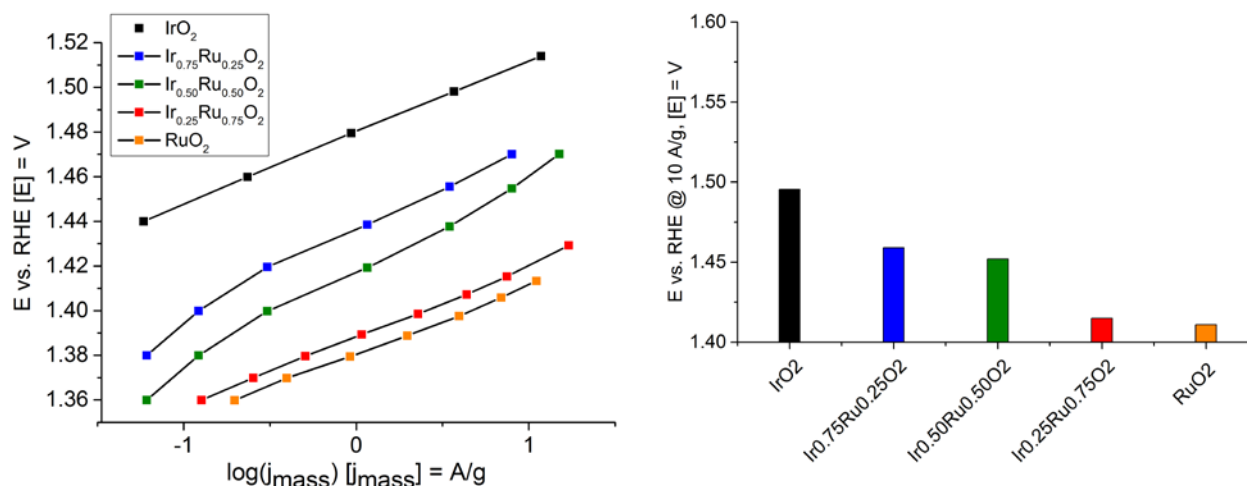 E vs. RHE [E] = V
1.52
1.50
1.48
1.46
1.44
1.42
1.40
1.38
1.36
IrO₂
Ir₀.₇₅Ru₀.₂₅O₂
Ir₀.₅₀Ru₀.₅₀O₂
Ir₀.₂₅Ru₀.₇₅O₂
RuO₂
-1
0
1
log(jmass) [jmass] = A/g
E vs. RHE @ 10 A/g, [E] = V
1.60
1.55
1.50
1.45
1.40
IrO2
Ir0.75Ru0.25O2
Ir0.50Ru0.50O2
Ir0.25Ru0.75O2
RuO2